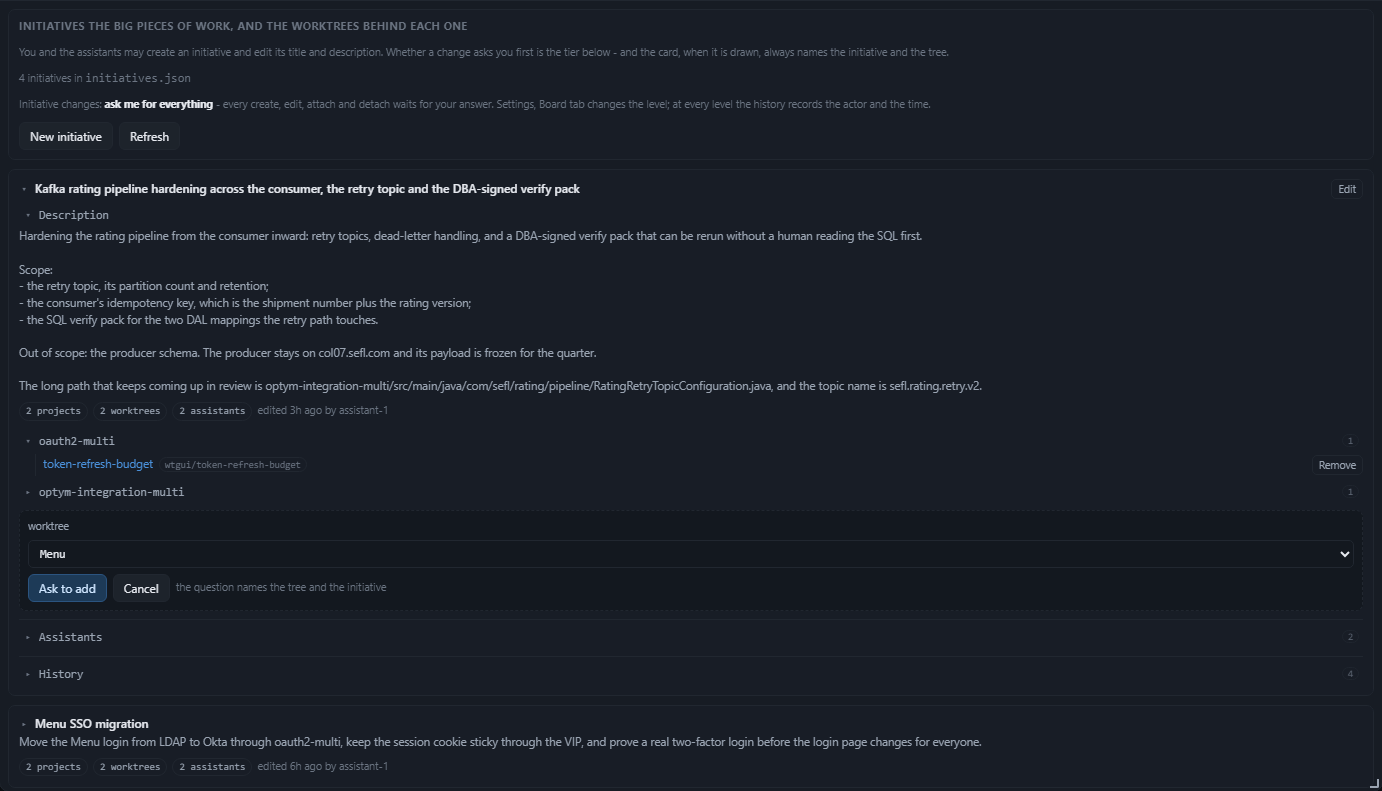 INITIATIVES THE BIG PIECES OF WORK, AND THE WORKTREES BEHIND EACH ONE
You and the assistants may create an initiative and edit its title and description. Whether a change asks you first is the tier below - and the card, when it is drawn, always names the initiative and the tree.
4 initiatives in initiatives.json
Initiative changes: ask me for everything - every create, edit, attach and detach waits for your answer. Settings, Board tab changes the level; at every level the history records the actor and the time.
New initiative Refresh
Kafka rating pipeline hardening across the consumer, the retry topic and the DBA-signed verify pack Edit
Description
Hardening the rating pipeline from the consumer inward: retry topics, dead-letter handling, and a DBA-signed verify pack that can be rerun without a human reading the SQL first.
Scope:
- the retry topic, its partition count and retention;
- the consumer's idempotency key, which is the shipment number plus the rating version;
- the SQL verify pack for the two DAL mappings the retry path touches.
Out of scope: the producer schema. The producer stays on col07.sefl.com and its payload is frozen for the quarter.
The long path that keeps coming up in review is optym-integration-multi/src/main/java/com/sefl/rating/pipeline/RatingRetryTopicConfiguration.java, and the topic name is sefl.rating.retry.v2.
2 projects 2 worktrees 2 assistants edited 3h ago by assistant-1
oauth2-multi 1
token-refresh-budget wtgui/token-refresh-budget Remove
optym-integration-multi 1
worktree
Menu
Ask to add Cancel the question names the tree and the initiative
Assistants 2
History 4
Menu SSO migration
Move the Menu login from LDAP to Okta through oauth2-multi, keep the session cookie sticky through the VIP, and prove a real two-factor login before the login page changes for everyone.
2 projects 2 worktrees 2 assistants edited 6h ago by assistant-1